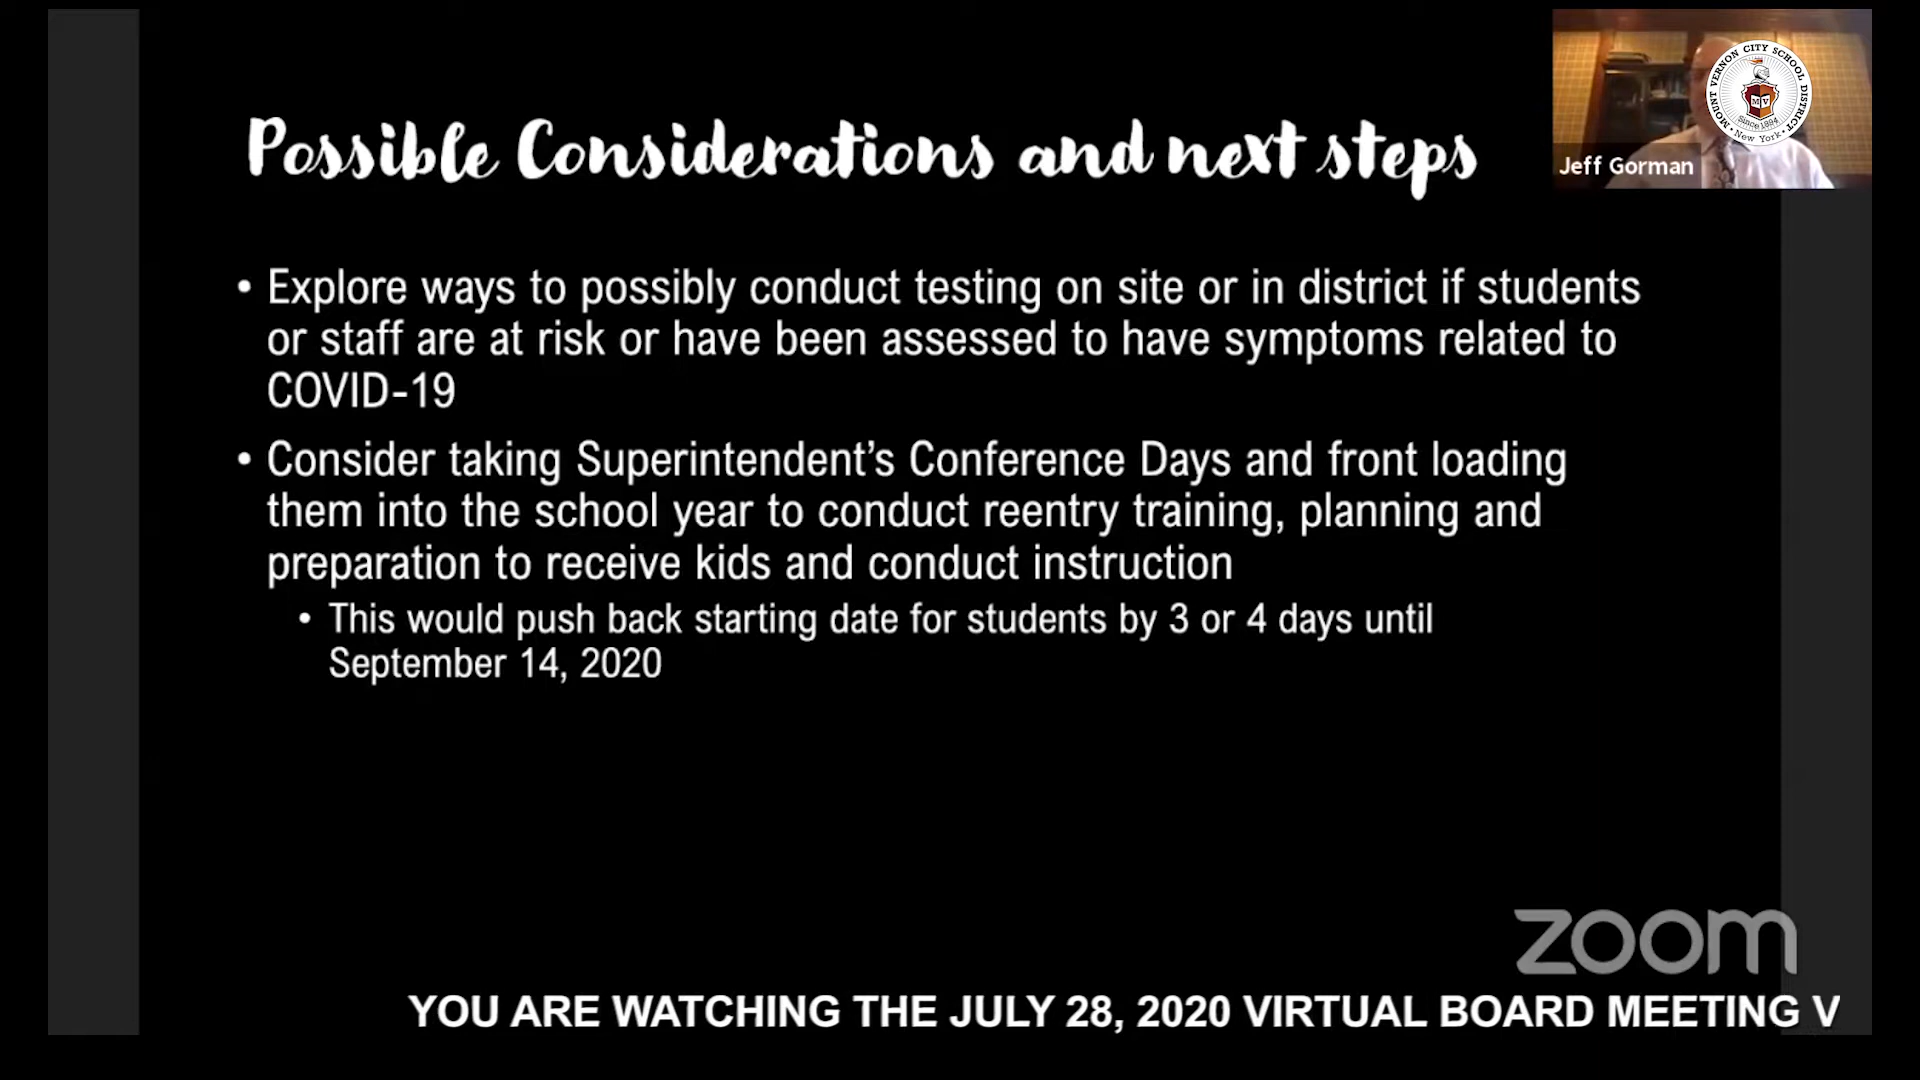 Possible Considerations and next steps
MOUNT VERNON CITY SCHOOL DISTRICT
MV
Since 1894
• New York •
Jeff Gorman
• Explore ways to possibly conduct testing on site or in district if students
or staff are at risk or have been assessed to have symptoms related to
COVID-19
• Consider taking Superintendent’s Conference Days and front loading
them into the school year to conduct reentry training, planning and
preparation to receive kids and conduct instruction
• This would push back starting date for students by 3 or 4 days until
September 14, 2020
zoom
YOU ARE WATCHING THE JULY 28, 2020 VIRTUAL BOARD MEETING V